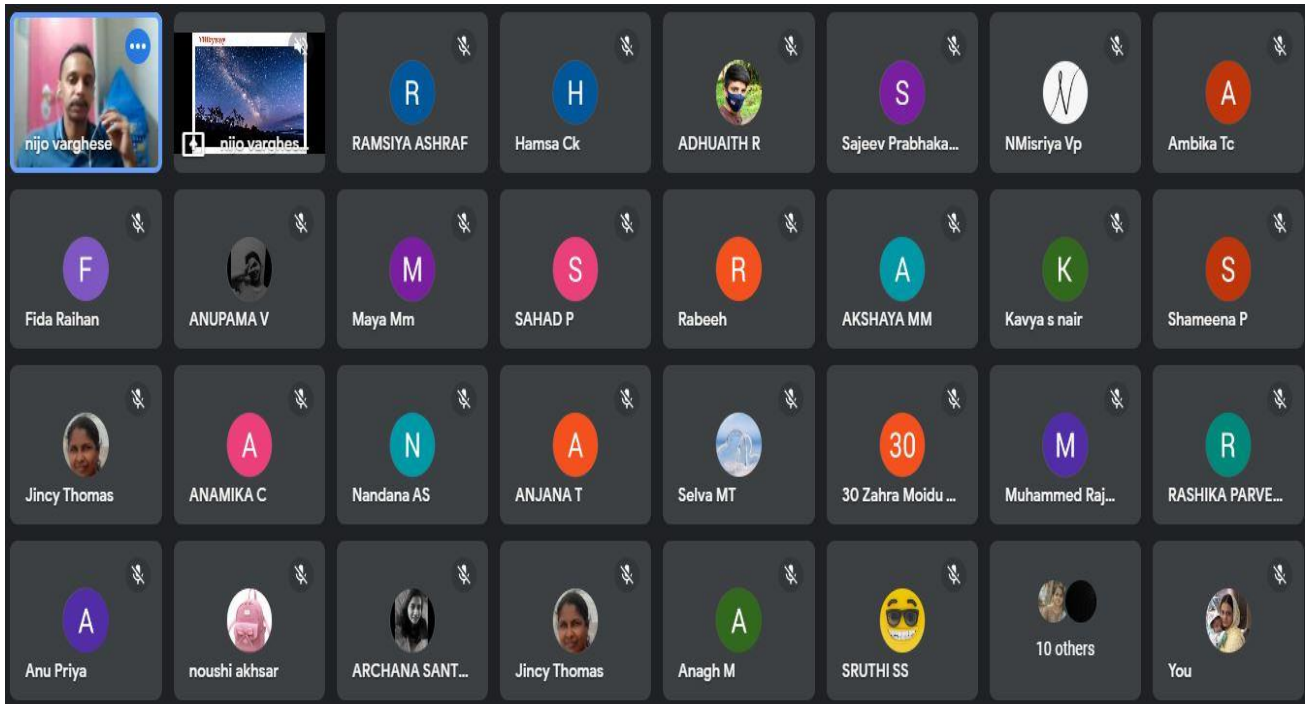 nijo varghese
Milkyway
nijo varghes...
R
RAMSIYA ASHRAF
H
Hamsa Ck
ADHUAITH R
S
Sajeev Prabhaka...
N
NMisriya Vp
A
Ambika Tc
F
Fida Raihan
ANUPAMA V
M
Maya Mm
S
SAHAD P
R
Rabeeh
A
AKSHAYA MM
K
Kavya s nair
S
Shameena P
Jincy Thomas
A
ANAMIKA C
N
Nandana AS
A
ANJANA T
Selva MT
30
30 Zahra Moidu ...
M
Muhammed Raj...
R
RASHIKA PARVE...
A
Anu Priya
noushi akhsar
ARCHANA SANT...
Jincy Thomas
A
Anagh M
SRUTHI SS
10 others
You